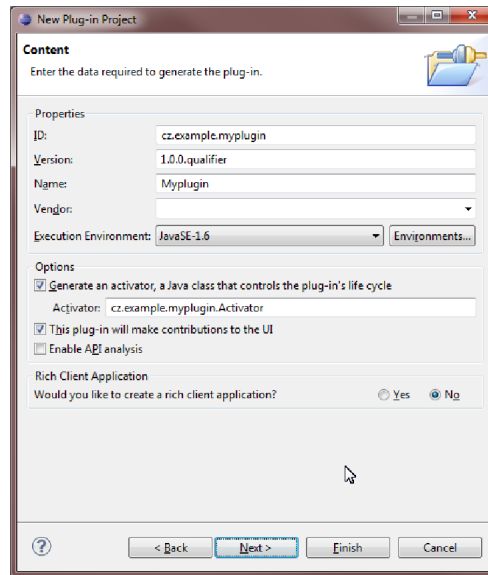 New Plug-in Project
Content
Enter the data required to generate the plug-in.
Properties
ID: cz.example.myplugin
Version: 1.0.0.qualifier
Name: Myplugin
Vendor:
Execution Environment: JavaSE-1.6 Environments...
Options
Generate an activator, a Java class that controls the plug-in's life cycle
Activator: cz.example.myplugin.Activator
This plug-in will make contributions to the UI
Enable API analysis
Rich Client Application
Would you like to create a rich client application? Yes No
? < Back Next > Finish Cancel